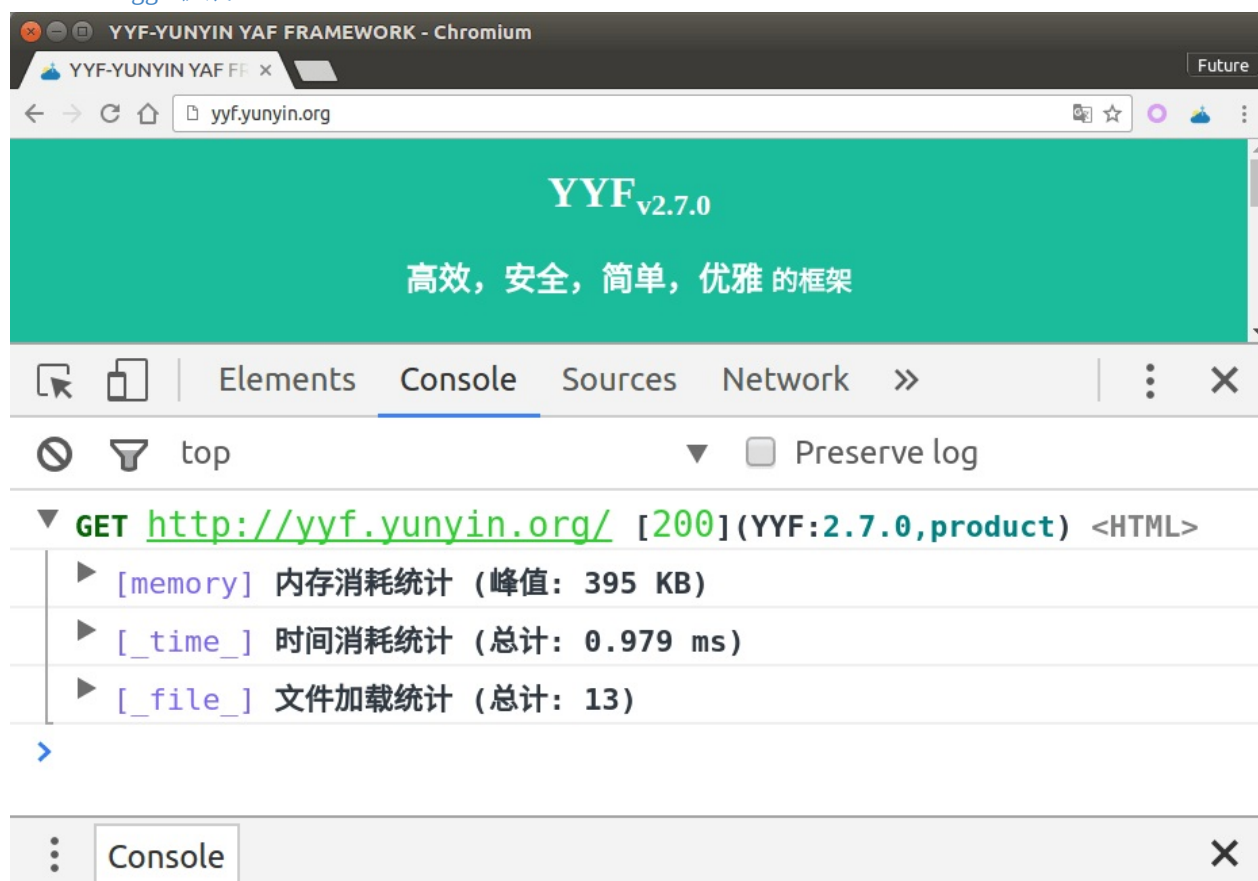 YYF-YUNYIN YAF FRAMEWORK - Chromium
YYF-YUNYIN YAF FR
Future
yyf.yunyin.org
YYFv2.7.0
高效，安全，简单，优雅 的框架
Elements Console Sources Network »
top Preserve log
GET http://yyf.yunyin.org/ [200](YYF:2.7.0,product) <HTML>
[memory] 内存消耗统计 (峰值: 395 KB)
[_time_] 时间消耗统计 (总计: 0.979 ms)
[_file_] 文件加载统计 (总计: 13)
Console